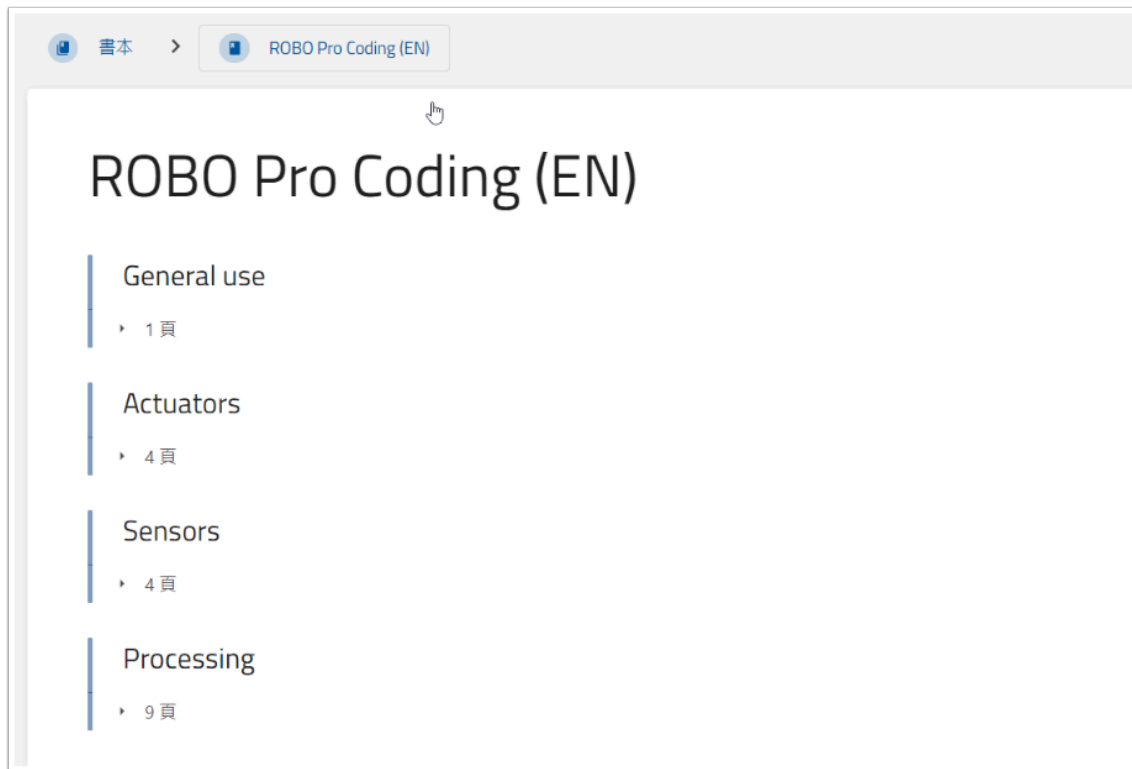 書本 > ROBO Pro Coding (EN)
ROBO Pro Coding (EN)
General use
1 頁
Actuators
4 頁
Sensors
4 頁
Processing
9 頁